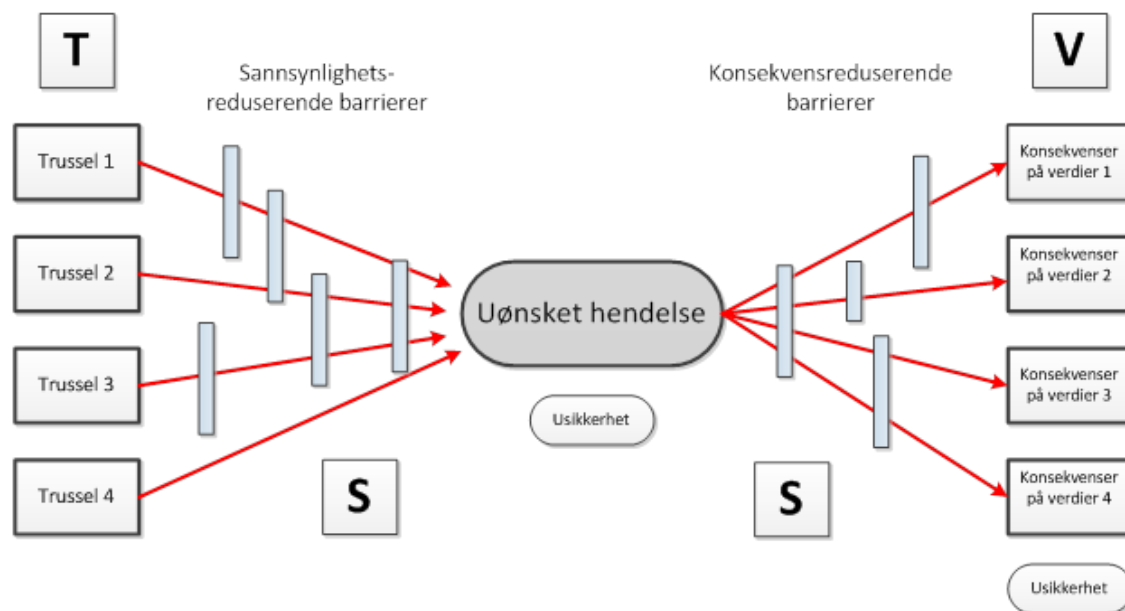 T
V
Sannsynlighets-
reduserende barrierer
Konsekvensreduserende
barrierer
Trussel 1
Trussel 2
Trussel 3
Trussel 4
Uønsket hendelse
Usikkerhet
S
S
Konsekvenser
på verdier 1
Konsekvenser
på verdier 2
Konsekvenser
på verdier 3
Konsekvenser
på verdier 4
Usikkerhet